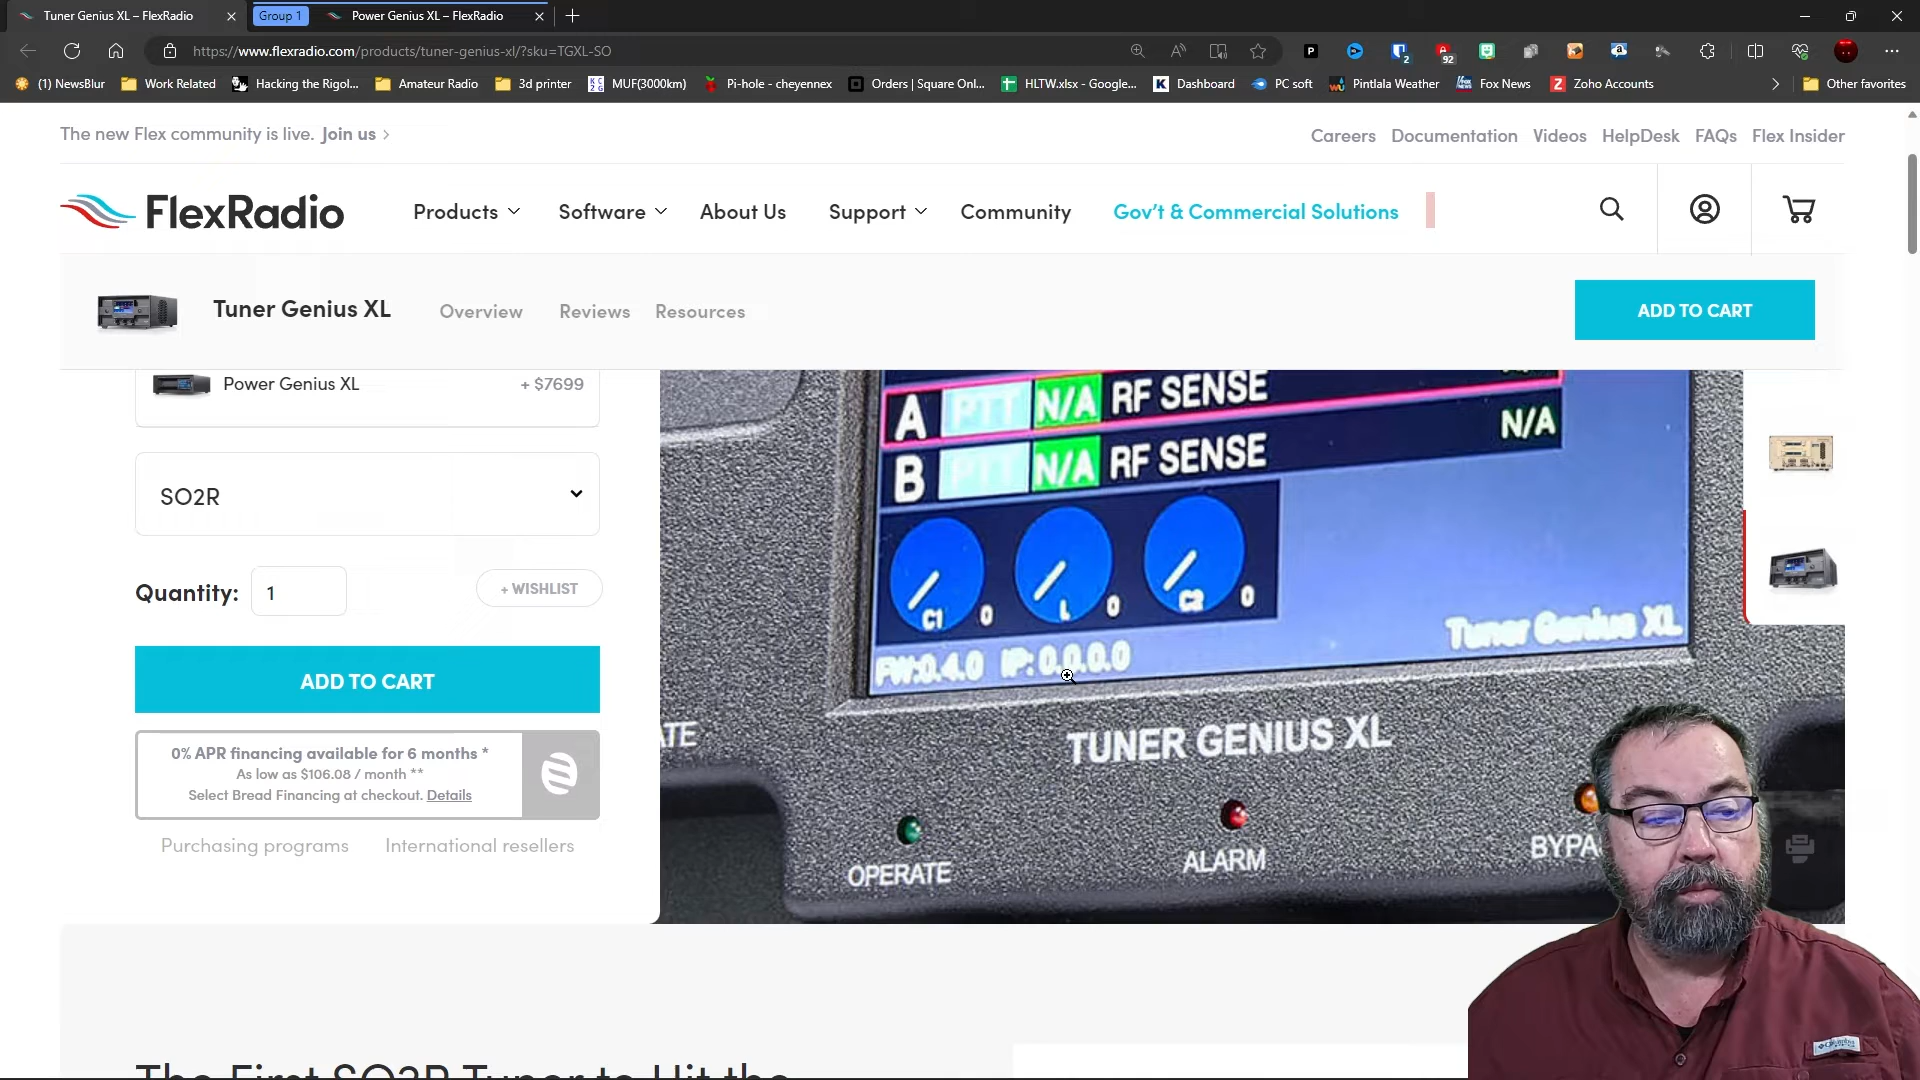 Tuner Genius XL – FlexRadio
Group 1
Power Genius XL – FlexRadio
https://www.flexradio.com/products/tuner-genius-xl/?sku=TGXL-SO
2
92
(1) NewsBlur
Work Related
Hacking the Rigol...
Amateur Radio
3d printer
MUF(3000km)
Pi-hole - cheyennex
Orders | Square Onl...
HLTW.xlsx - Google...
Dashboard
PC soft
Pintlala Weather
Fox News
Zoho Accounts
Other favorites
The new Flex community is live. Join us >
Careers Documentation Videos HelpDesk FAQs Flex Insider
FlexRadio
Products Software About Us Support Community Gov't & Commercial Solutions
Tuner Genius XL Overview Reviews Resources
ADD TO CART
Power Genius XL + $7699
SO2R
Quantity: 1 + WISHLIST
ADD TO CART
0% APR financing available for 6 months *
As low as $106.08 / month **
Select Bread Financing at checkout. Details
Purchasing programs International resellers
A PTT N/A RF SENSE
N/A
B PTT N/A RF SENSE
C1 0 L 0 C2 0
Tuner Genius XL
FW:0.4.0 IP: 0.0.0.0
TUNER GENIUS XL
OPERATE
ALARM
Columbia